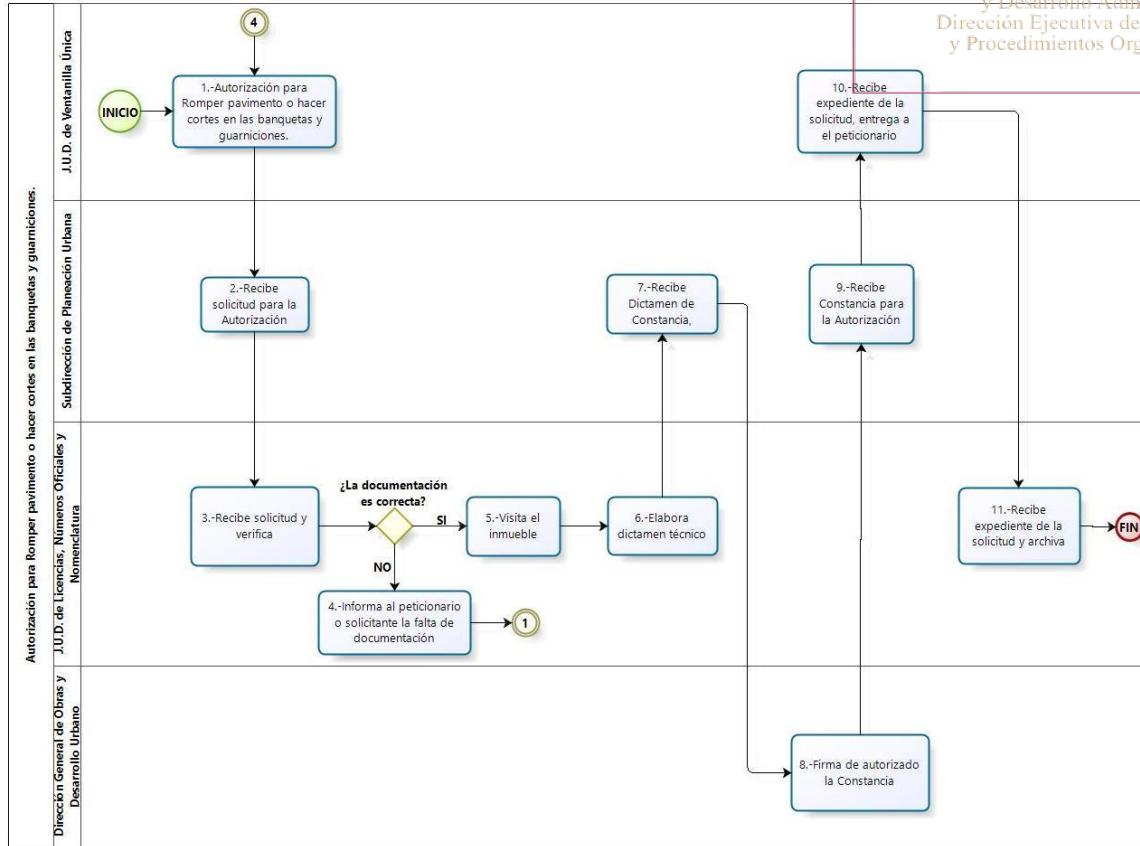 y Desarrollo
Dirección Ejecutiva de
y Procedimientos
Autorización para Romper pavimento o hacer cortes en las banquetas y guarniciones.
J.U.D. de Ventanilla Única
4
INICIO
1.-Autorización para
Romper pavimento o hacer
cortes en las banquetas y
guarniciones.
10.-Recibe
expediente de la
solicitud, entrega a
el peticionario
Subdirección de Planeación Urbana
2.-Recibe
solicitud para la
Autorización
7.-Recibe
Dictamen de
Constancia,
9.-Recibe
Constancia para
la Autorización
J.U.D. de Licencias, Números Oficiales y
Nomenclatura
3.-Recibe solicitud y
verifica
¿La documentación
es correcta?
SI
NO
5.-Visita el
inmueble
6.-Elabora
dictamen técnico
4.-Informa al peticionario
o solicitante la falta de
documentación
1
11.-Recibe
expediente de la
solicitud y archiva
FIN
Dirección General de Obras y
Desarrollo Urbano
8.-Firma de autorizado
la Constancia